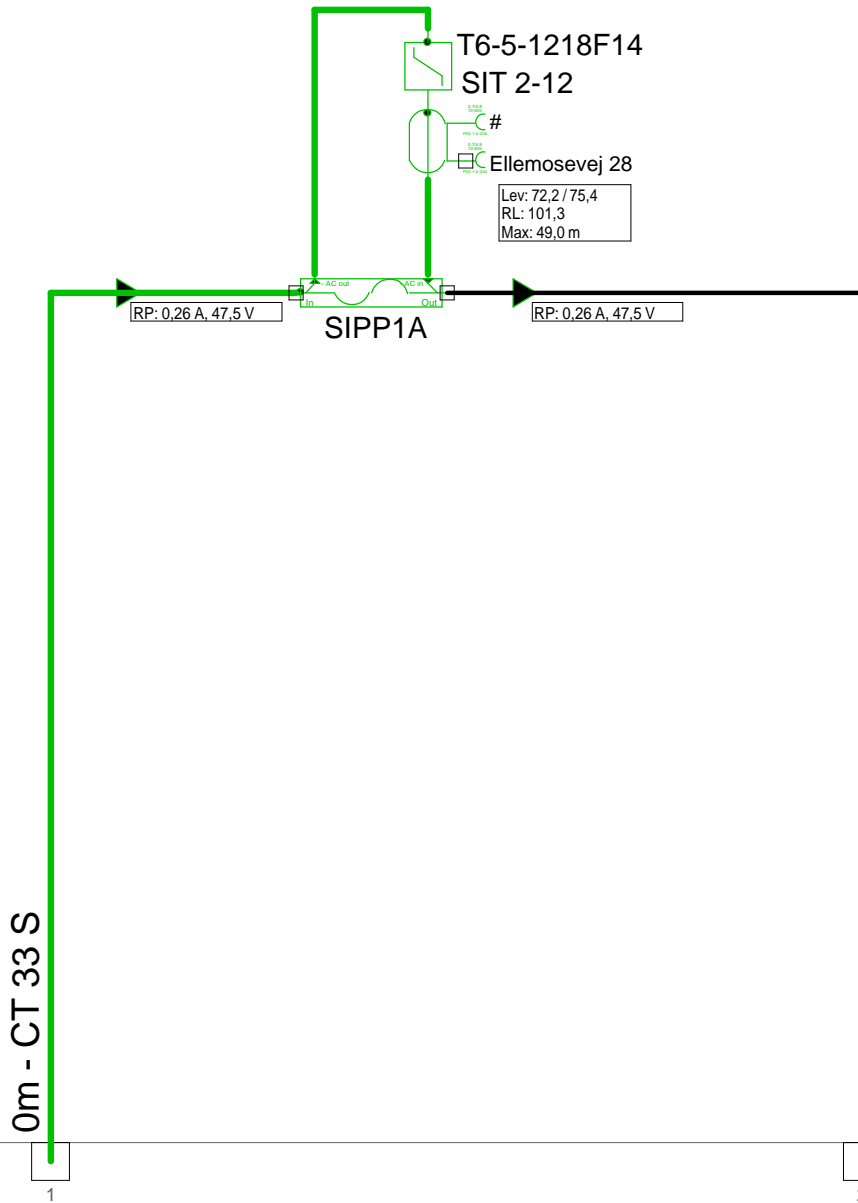 T6-5-1218F14
SIT 2-12
#
Ellemosevej 28
Lev: 72,2 / 75,4
RL: 101,3
Max: 49,0 m
- AC out
AC in
In
Out
RP: 0,26 A, 47,5 V
RP: 0,26 A, 47,5 V
SIPP1A
0m - CT 33 S
1